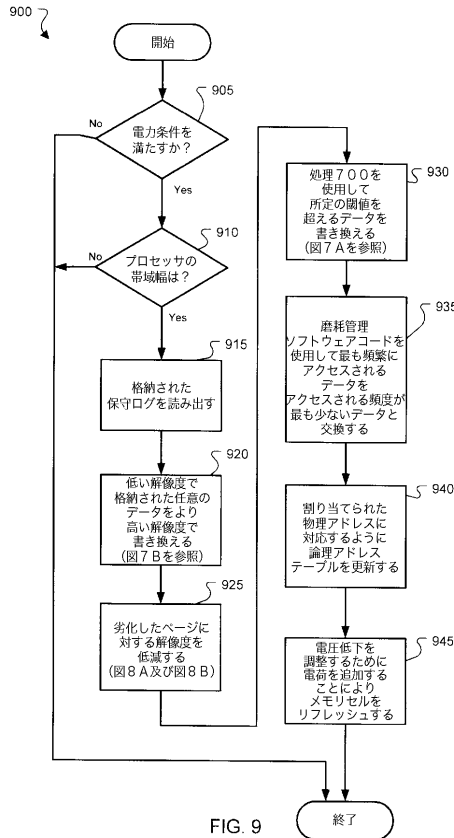 900
開始
905
電力条件を
満たすか？
No
Yes
910
プロセッサの
帯域幅は？
No
Yes
915
格納された
保守ログを読み出す
920
低い解像度で
格納された任意の
データをより
高い解像度で
書き換える
(図７Ｂを参照)
925
劣化したページに
対する解像度を
低減する
(図８Ａ及び図８Ｂ)
930
処理７００を
使用して
所定の閾値を
超えるデータを
書き換える
(図７Ａを参照)
935
磨耗管理
ソフトウェアコードを
使用して最も頻繁に
アクセスされる
データを
アクセスされる頻度が
最も少ないデータと
交換する
940
割り当てられた
物理アドレスに
対応するように
論理アドレス
テーブルを更新する
945
電圧低下を
調整するために
電荷を追加する
ことにより
メモリセルを
リフレッシュする
終了
FIG. 9